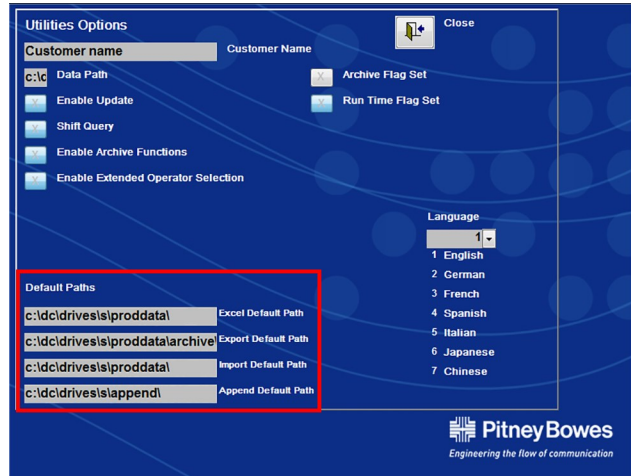 Utilities Options
Close
Customer name
Customer Name
c:\c
Data Path
X
Archive Flag Set
X
Enable Update
X
Run Time Flag Set
X
Shift Query
X
Enable Archive Functions
X
Enable Extended Operator Selection
Language
1
1 English
2 German
3 French
4 Spanish
5 Italian
6 Japanese
7 Chinese
Default Paths
c:\dc\drives\s\proddata\
Excel Default Path
c:\dc\drives\s\proddata\archive\
Export Default Path
c:\dc\drives\s\proddata\
Import Default Path
c:\dc\drives\s\append\
Append Default Path
Pitney Bowes
Engineering the flow of communication